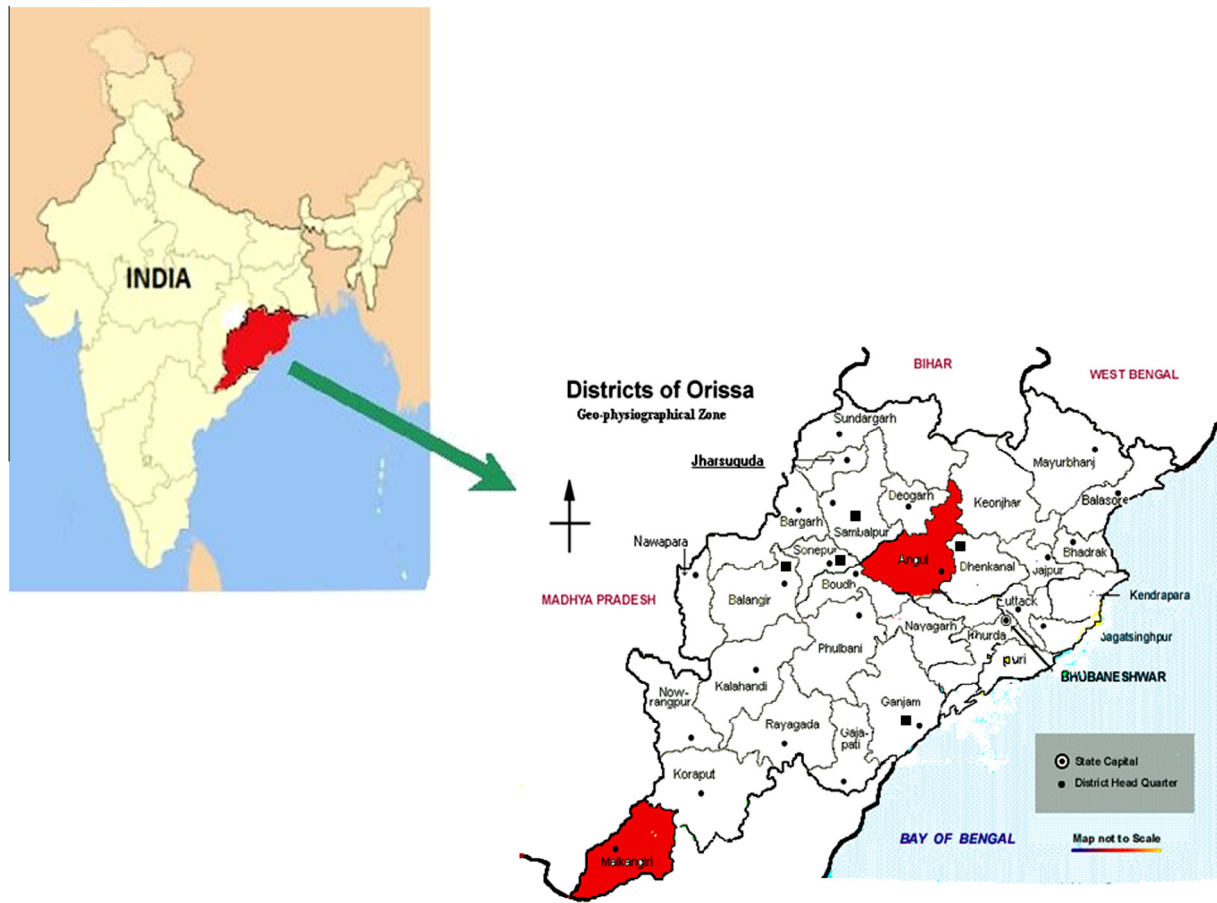 INDIA
Districts of Orissa
Geo-physiographical Zone
BIHAR
WEST BENGAL
Sundargarh
Jharsuguda
Mayurbhanj
Deogarh
Keonjhar
Balasore
Bargarh
Sambalpur
Nawapara
Sonepur
Angul
Bhadrak
Dhenkanal
Jajpur
Boudh
MADHYA PRADESH
Balangir
Kendrapara
Cuttack
Nayagarh
Khurda
Jagatsinghpur
Phulbani
Puri
BHUBANESHWAR
Kalahandi
Now-
rangpur
Ganjam
Rayagada
Gaja-
pati
Koraput
State Capital
District Head Quarter
BAY OF BENGAL
Map not to Scale
Malkangiri